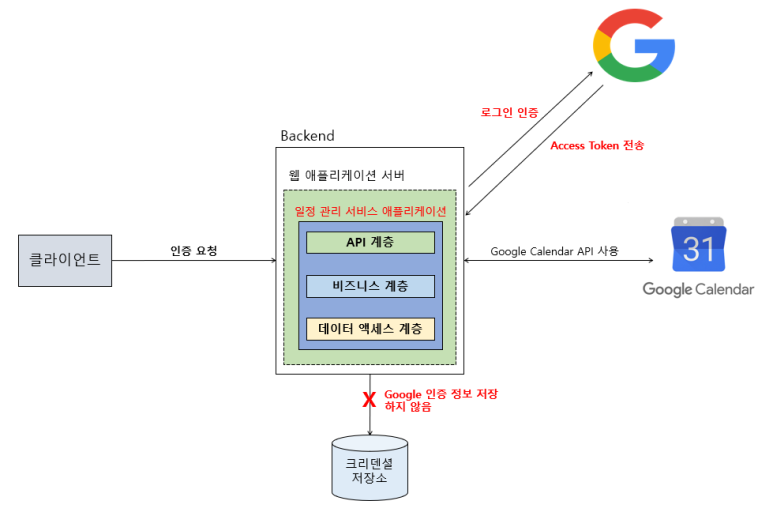 로그인 인증
Access Token 전송
Backend
웹 애플리케이션 서버
일정 관리 서비스 애플리케이션
API 계층
비즈니스 계층
데이터 액세스 계층
클라이언트
인증 요청
Google Calendar API 사용
31
Google Calendar
X
Google 인증 정보 저장
하지 않음
크리덴셜
저장소